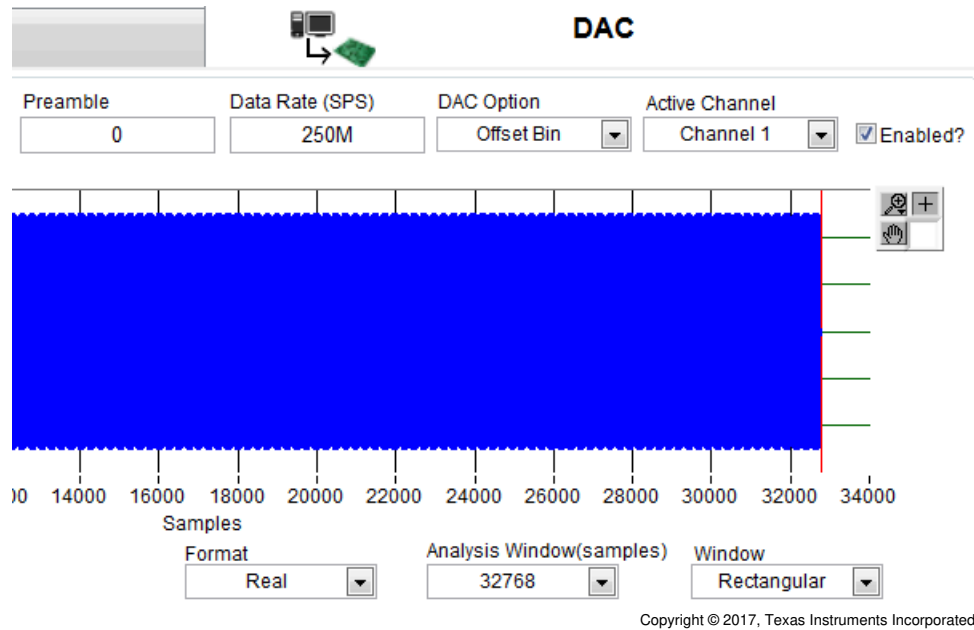 DAC
Preamble
Data Rate (SPS)
DAC Option
Active Channel
0
250M
Offset Bin
Channel 1
Enabled?
00 14000 16000 18000 20000 22000 24000 26000 28000 30000 32000 34000
Samples
Format
Analysis Window(samples)
Window
Real
32768
Rectangular
Copyright © 2017, Texas Instruments Incorporated